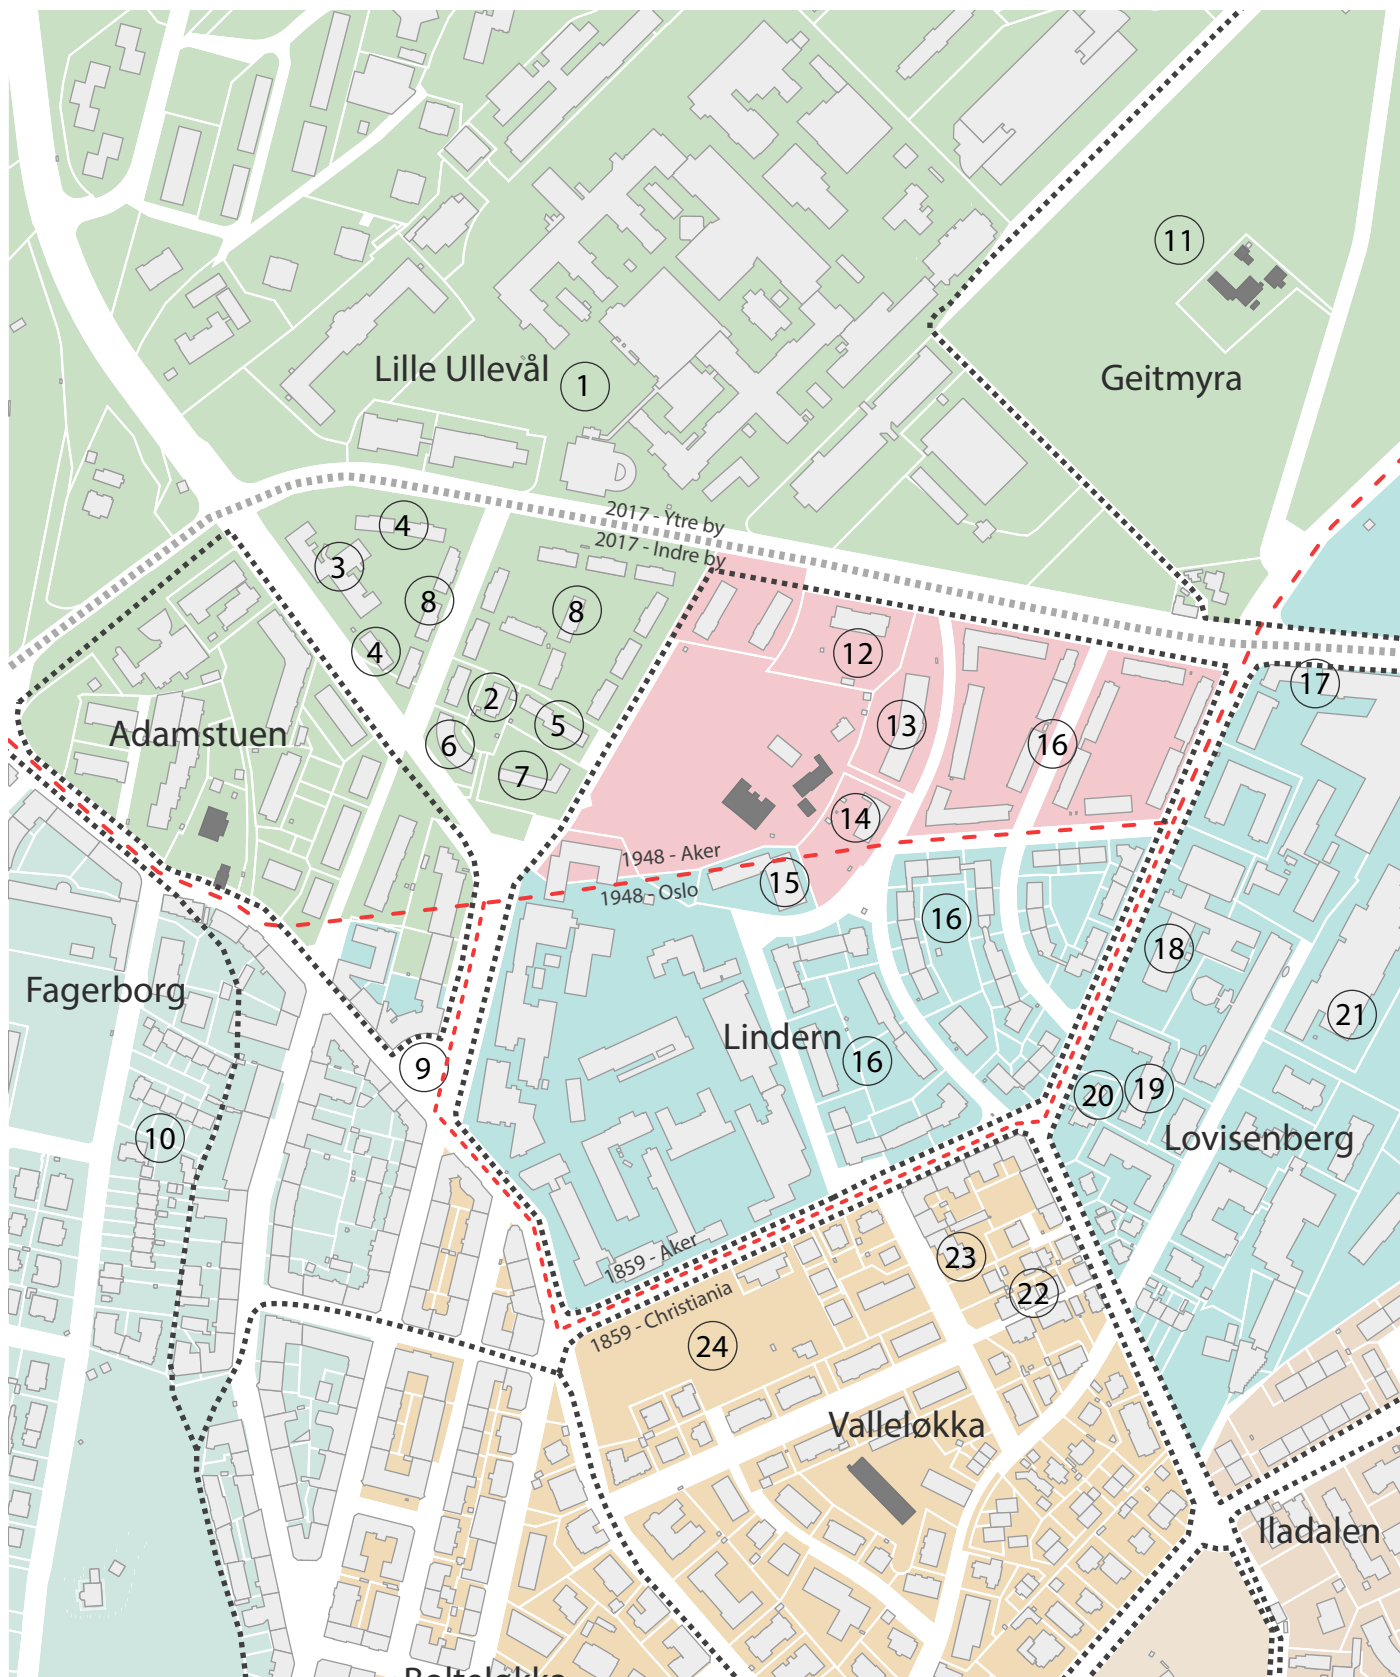 11
Lille Ullevål
1
Geitmyra
2017 - Ytre by
2017 - Indre by
4
3
8
8
4
12
17
2
5
13
16
Adamstuen
6
7
14
1948 - Aker
1948 - Oslo
15
16
18
Fagerborg
21
Lindern
16
9
20
19
10
Lovisenberg
1859 - Aker
23
22
1859 - Christiania
24
Valleløkka
Iladalen
Bolteløkka